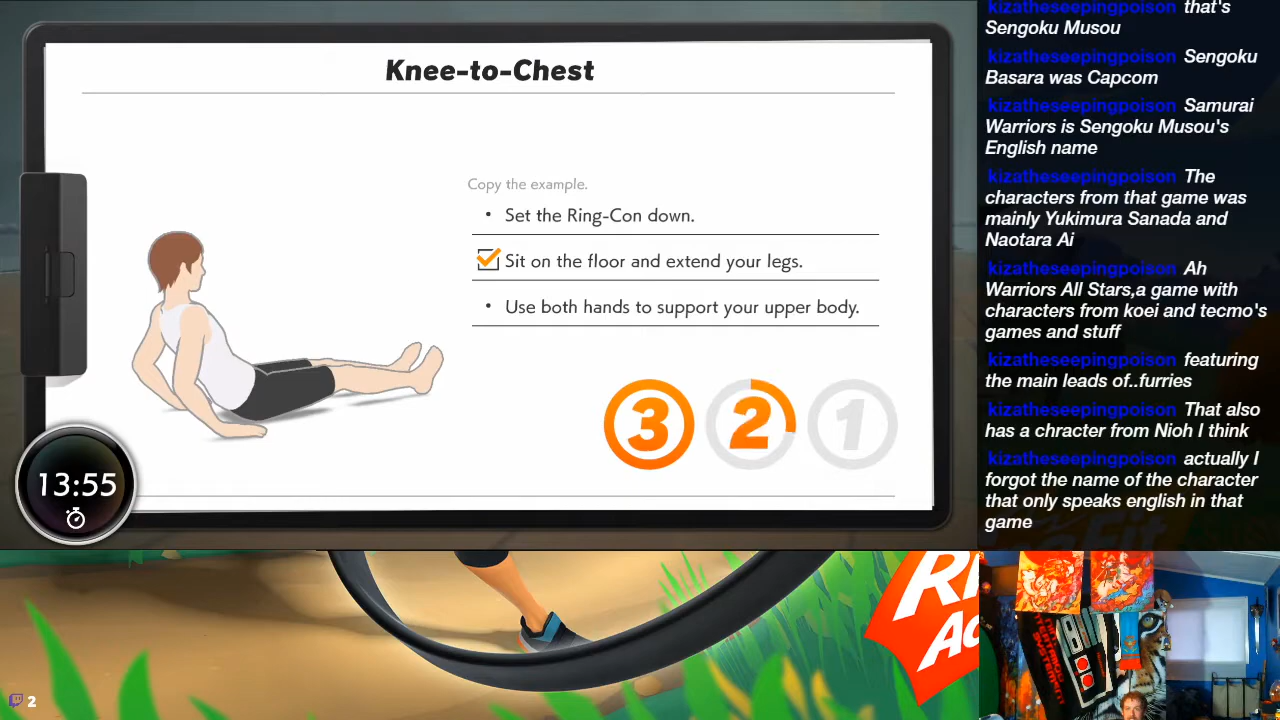 Knee-to-Chest
Copy the example.
• Set the Ring-Con down.
Sit on the floor and extend your legs.
• Use both hands to support your upper body.
3 2 1
13:55
kizatheseepingpoison that's
Sengoku Musou
kizatheseepingpoison Sengoku
Basara was Capcom
kizatheseepingpoison Samurai
Warriors is Sengoku Musou's
English name
kizatheseepingpoison The
characters from that game was
mainly Yukimura Sanada and
Naotara Ai
kizatheseepingpoison Ah
Warriors All Stars,a game with
characters from koei and tecmo's
games and stuff
kizatheseepingpoison featuring
the main leads of..furries
kizatheseepingpoison That also
has a chracter from Nioh I think
kizatheseepingpoison actually I
forgot the name of the character
that only speaks english in that
game
2